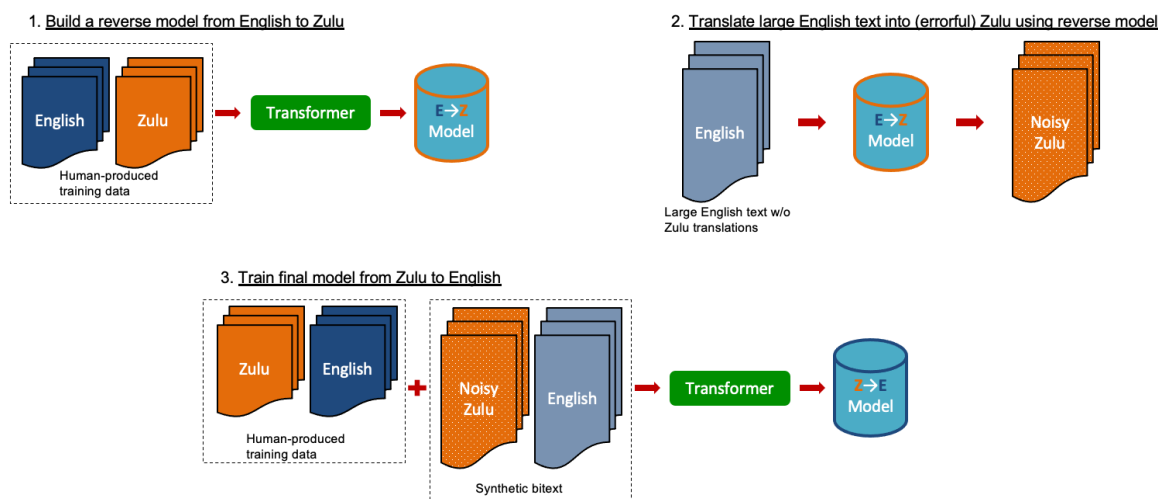 1. Build a reverse model from English to Zulu
English
Zulu
Human-produced
training data
Transformer
E→Z
Model
2. Translate large English text into (errorful) Zulu using reverse model
English
Large English text w/o
Zulu translations
E→Z
Model
Noisy
Zulu
3. Train final model from Zulu to English
Zulu
English
Human-produced
training data
+
Noisy
Zulu
English
Synthetic bitext
Transformer
Z→E
Model